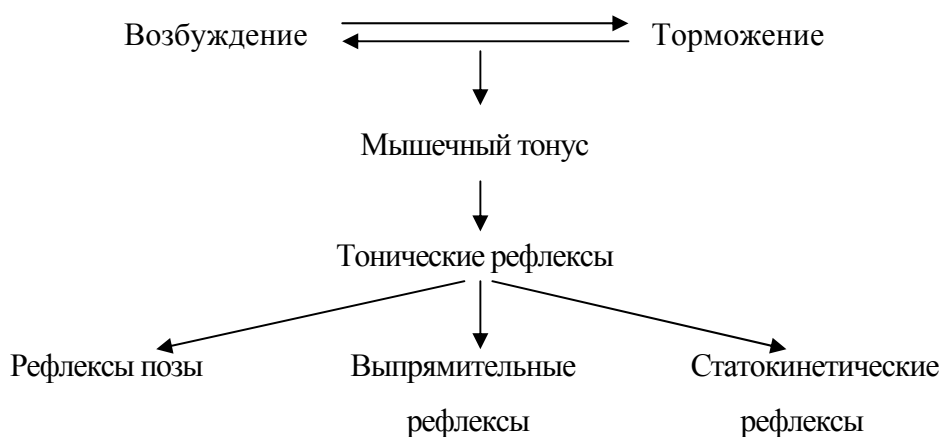 Возбуждение Торможение
Мышечный тонус
Тонические рефлексы
Рефлексы позы Выпрямительные Статокинетические
рефлексы рефлексы